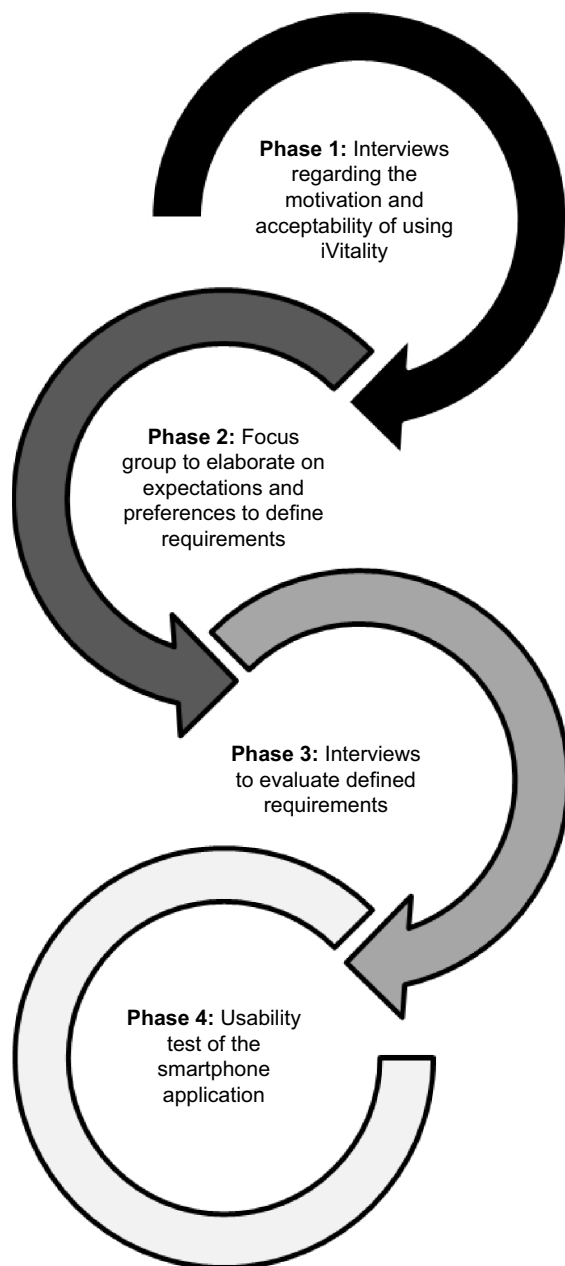 Phase 1: Interviews
regarding the
motivation and
acceptability of using
iVitality
Phase 2: Focus
group to elaborate on
expectations and
preferences to define
requirements
Phase 3: Interviews
to evaluate defined
requirements
Phase 4: Usability
test of the
smartphone
application